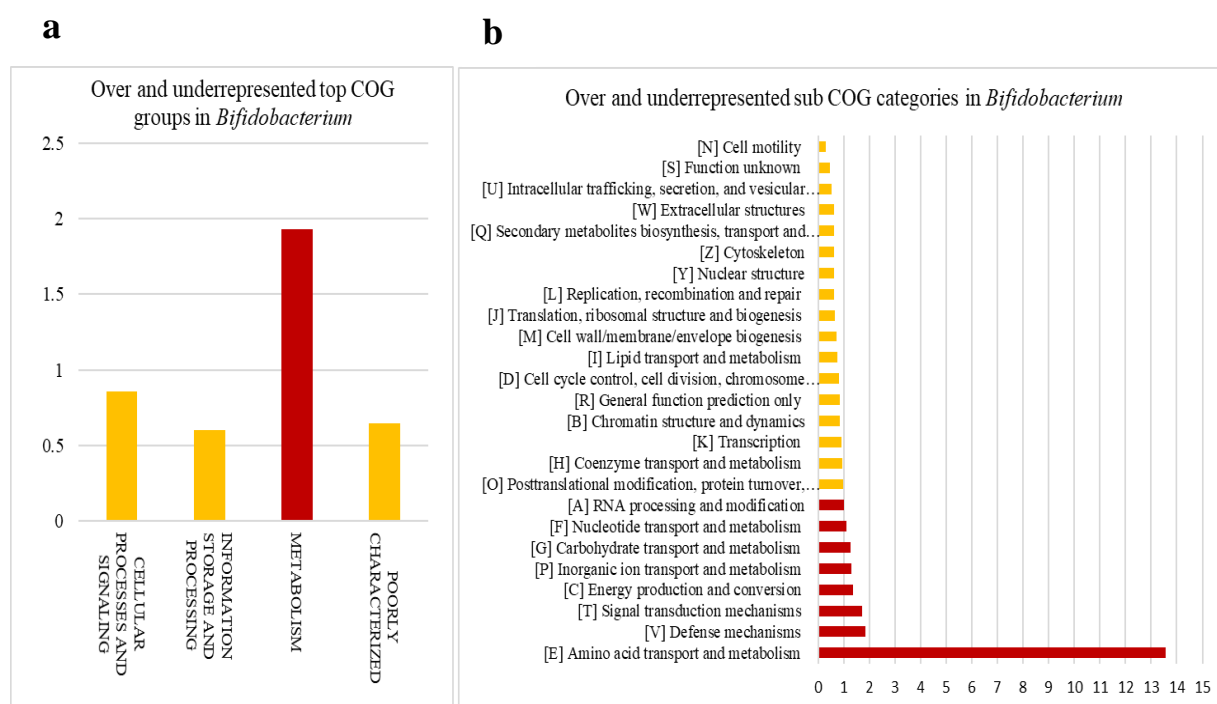 a
Over and underrepresented top COG
groups in Bifidobacterium
2.5
2
1.5
1
0.5
0
CELLULAR
PROCESSES AND
SIGNALING
INFORMATION
STORAGE AND
PROCESSING
METABOLISM
POORLY
CHARACTERIZED
b
Over and underrepresented sub COG categories in Bifidobacterium
[N] Cell motility
[S] Function unknown
[U] Intracellular trafficking, secretion, and vesicular…
[W] Extracellular structures
[Q] Secondary metabolites biosynthesis, transport and…
[Z] Cytoskeleton
[Y] Nuclear structure
[L] Replication, recombination and repair
[J] Translation, ribosomal structure and biogenesis
[M] Cell wall/membrane/envelope biogenesis
[I] Lipid transport and metabolism
[D] Cell cycle control, cell division, chromosome…
[R] General function prediction only
[B] Chromatin structure and dynamics
[K] Transcription
[H] Coenzyme transport and metabolism
[O] Posttranslational modification, protein turnover,…
[A] RNA processing and modification
[F] Nucleotide transport and metabolism
[G] Carbohydrate transport and metabolism
[P] Inorganic ion transport and metabolism
[C] Energy production and conversion
[T] Signal transduction mechanisms
[V] Defense mechanisms
[E] Amino acid transport and metabolism
0 1 2 3 4 5 6 7 8 9 10 11 12 13 14 15